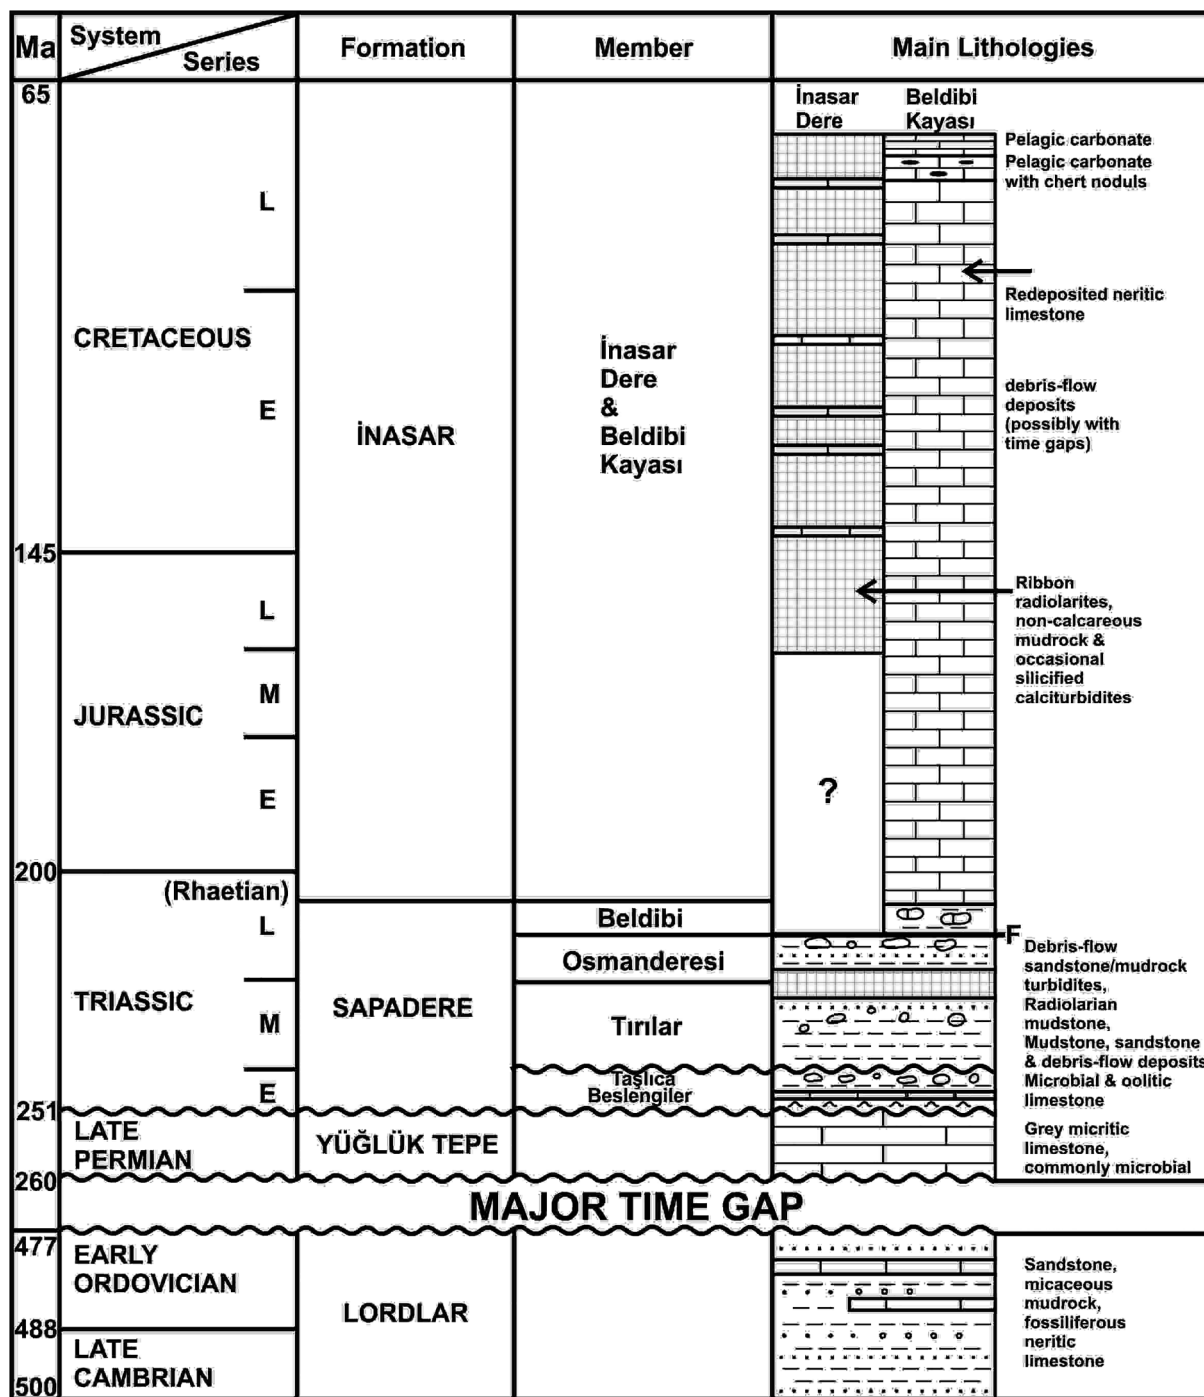 Ma
System
Series
Formation
Member
Main Lithologies
65
İnasar
Dere
Beldibi
Kayası
Pelagic carbonate
Pelagic carbonate
with chert noduls
L
Redeposited neritic
limestone
CRETACEOUS
E
İNASAR
İnasar
Dere
&
Beldibi
Kayası
debris-flow
deposits
(possibly with
time gaps)
145
L
Ribbon
radiolarites,
non-calcareous
mudrock &
occasional
silicified
calciturbidites
M
JURASSIC
E
?
200
(Rhaetian)
L
Beldibi
F
Osmanderesi
Debris-flow
sandstone/mudrock
turbidites,
Radiolarian
mudstone,
Mudstone, sandstone
& debris-flow deposits
Microbial & oolitic
limestone
TRIASSIC
SAPADERE
M
Tırılar
E
Taşlıca
Beslengiler
251
LATE
PERMIAN
YÜĞLÜK TEPE
Grey micritic
limestone,
commonly microbial
260
MAJOR TIME GAP
477
EARLY
ORDOVICIAN
LORDLAR
Sandstone,
micaceous
mudrock,
fossiliferous
neritic
limestone
488
LATE
CAMBRIAN
500